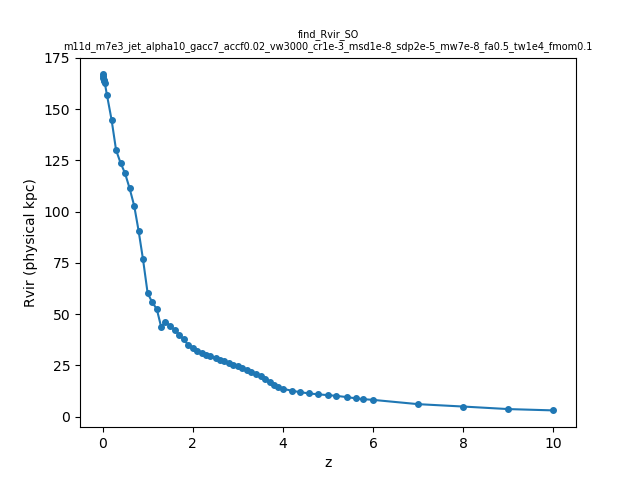 find_Rvir_SO
m11d_m7e3_jet_alpha10_gacc7_accf0.02_vw3000_cr1e-3_msd1e-8_sdp2e-5_mw7e-8_fa0.5_tw1e4_fmom0.1
175
150
125
100
75
50
25
0
Rvir (physical kpc)
0 2 4 6 8 10
z